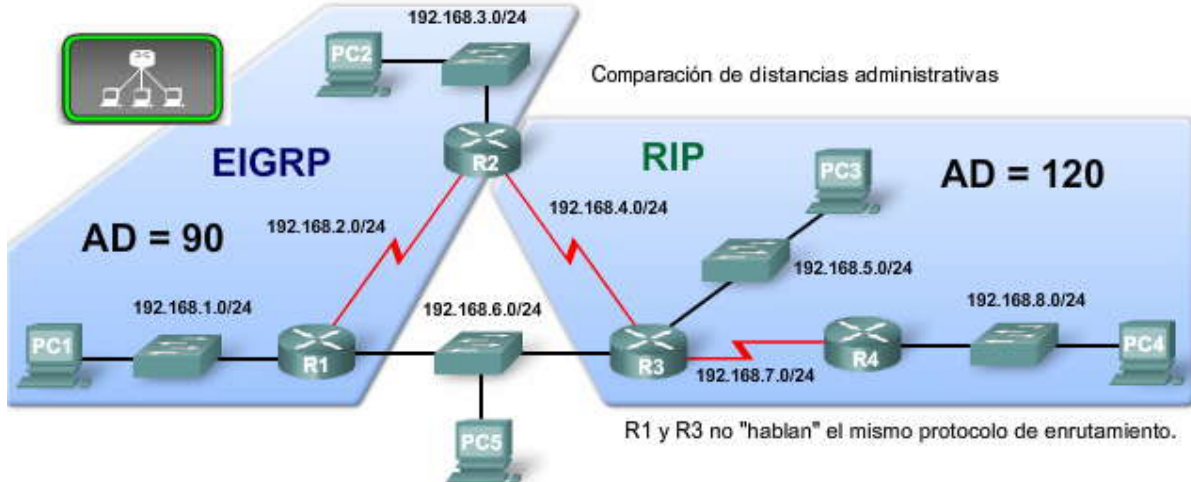 192.168.3.0/24
PC2
Comparación de distancias administrativas
EIGRP
R2
RIP
PC3
AD = 120
AD = 90
192.168.2.0/24
192.168.4.0/24
192.168.5.0/24
192.168.1.0/24
192.168.6.0/24
192.168.8.0/24
PC1
R1
R3
R4
PC4
192.168.7.0/24
PC5
R1 y R3 no "hablan" el mismo protocolo de enrutamiento.